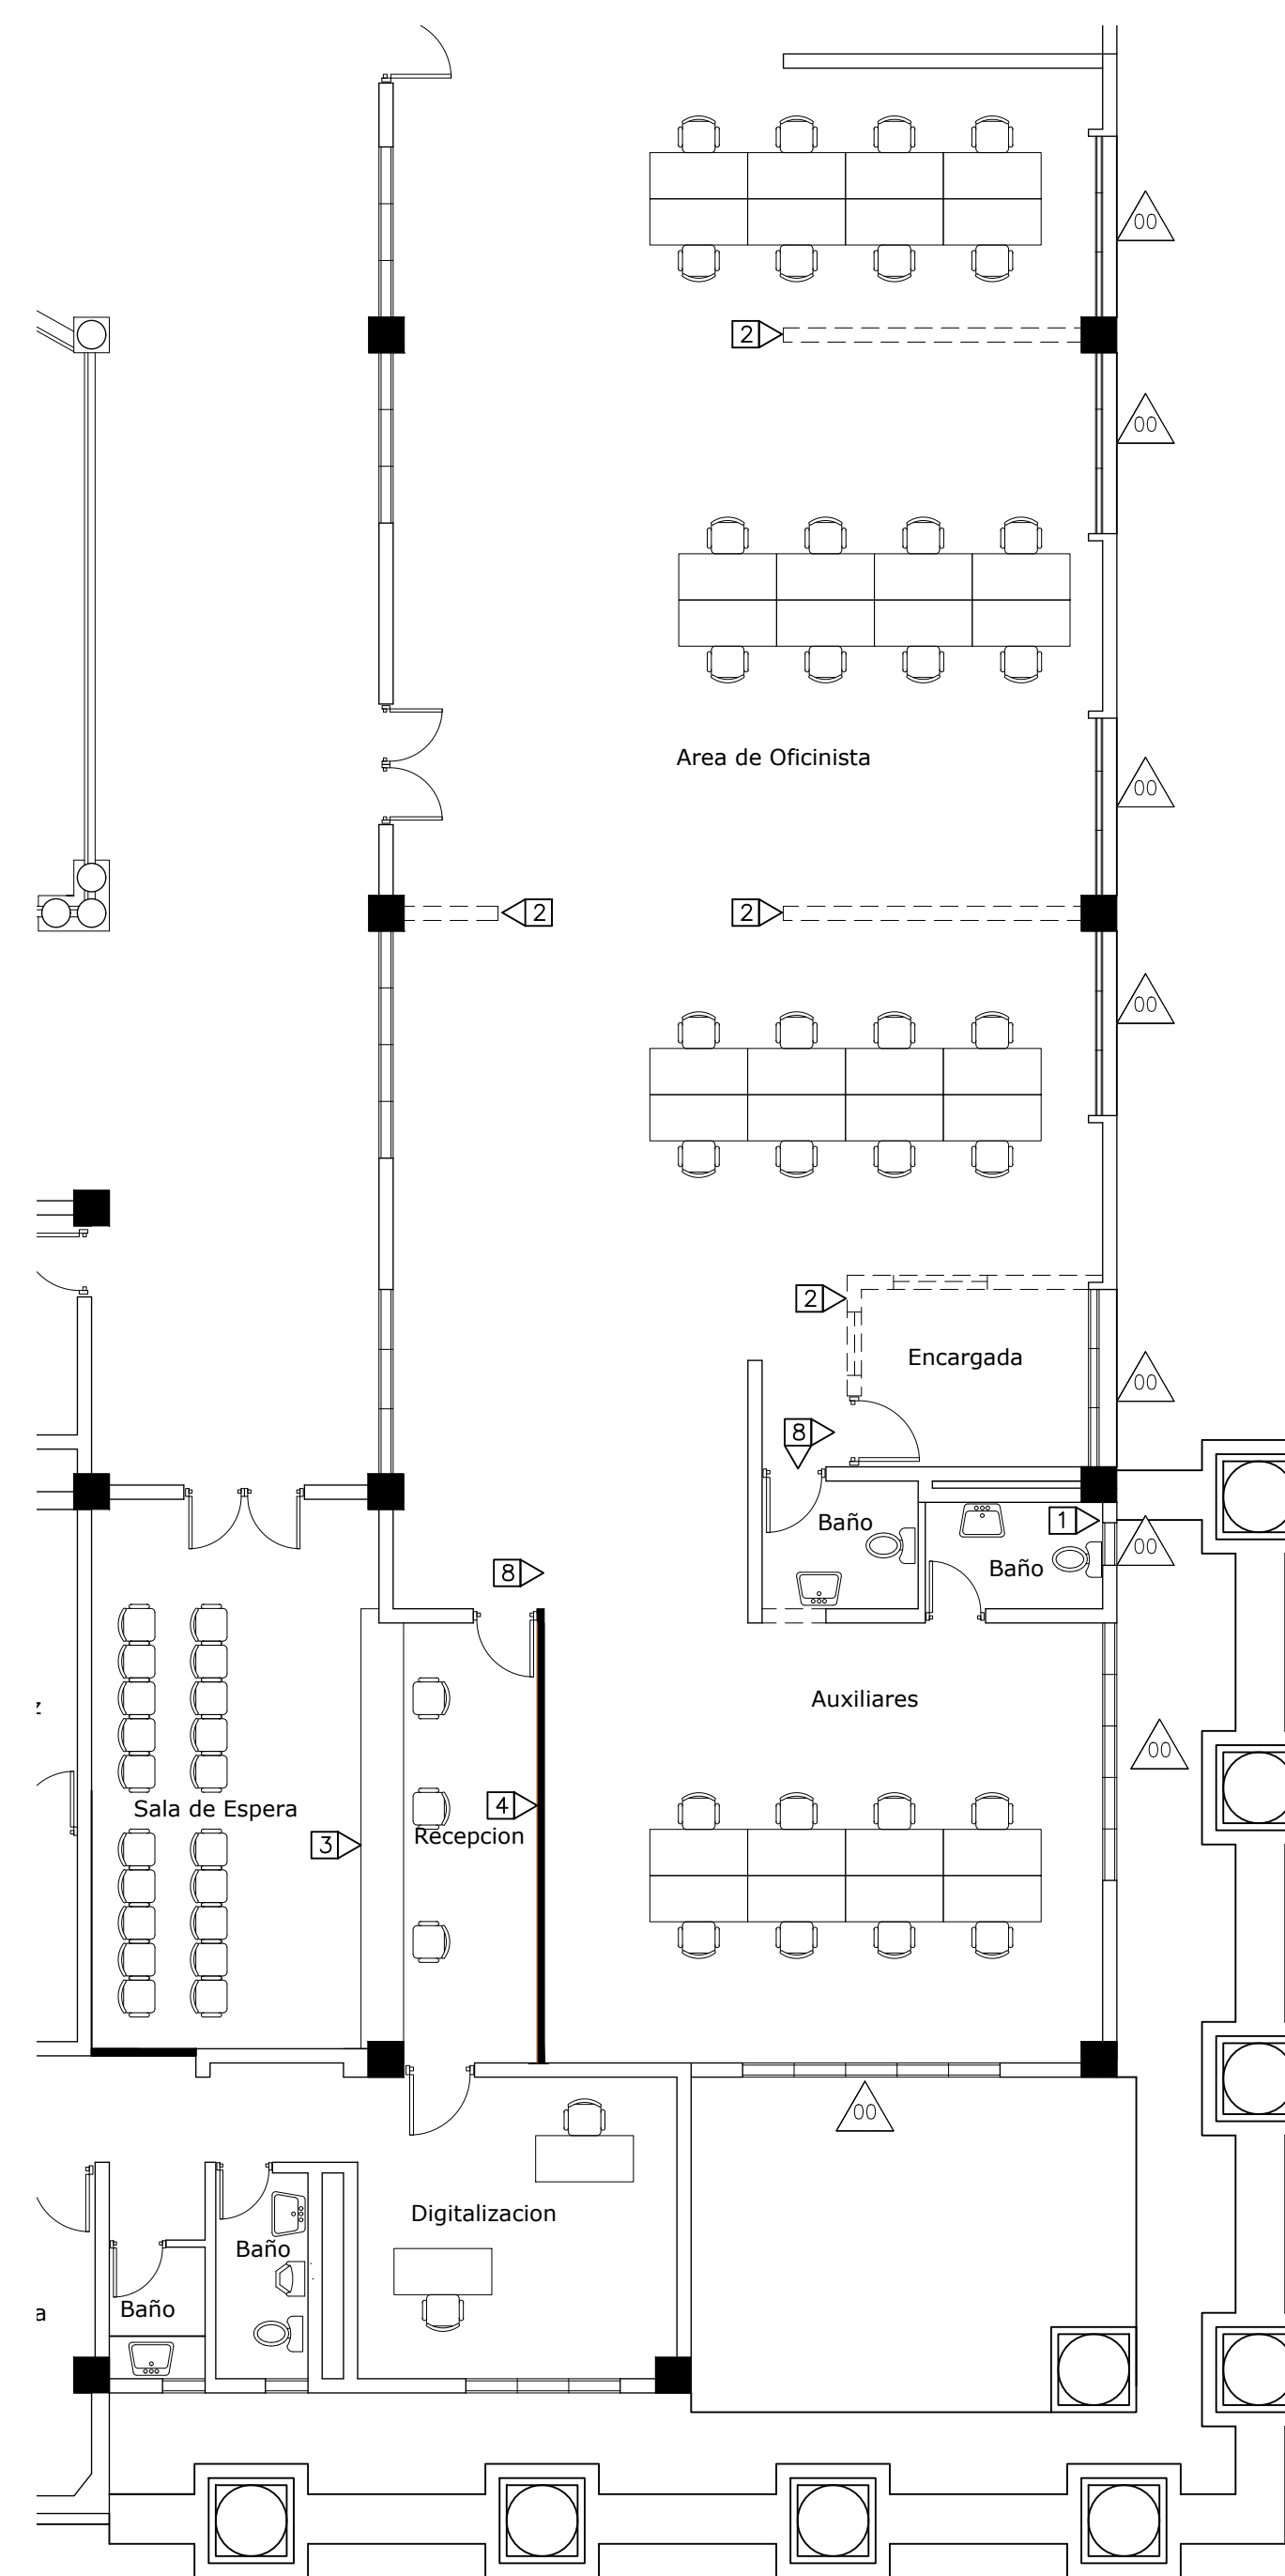 00
2
00
Area de Oficinista
00
2
2
00
2
Encargada
00
8
Baño
1
00
Baño
8
Auxiliares
z
00
Sala de Espera
4
Recepcion
3
00
Digitalizacion
Baño
Baño
a